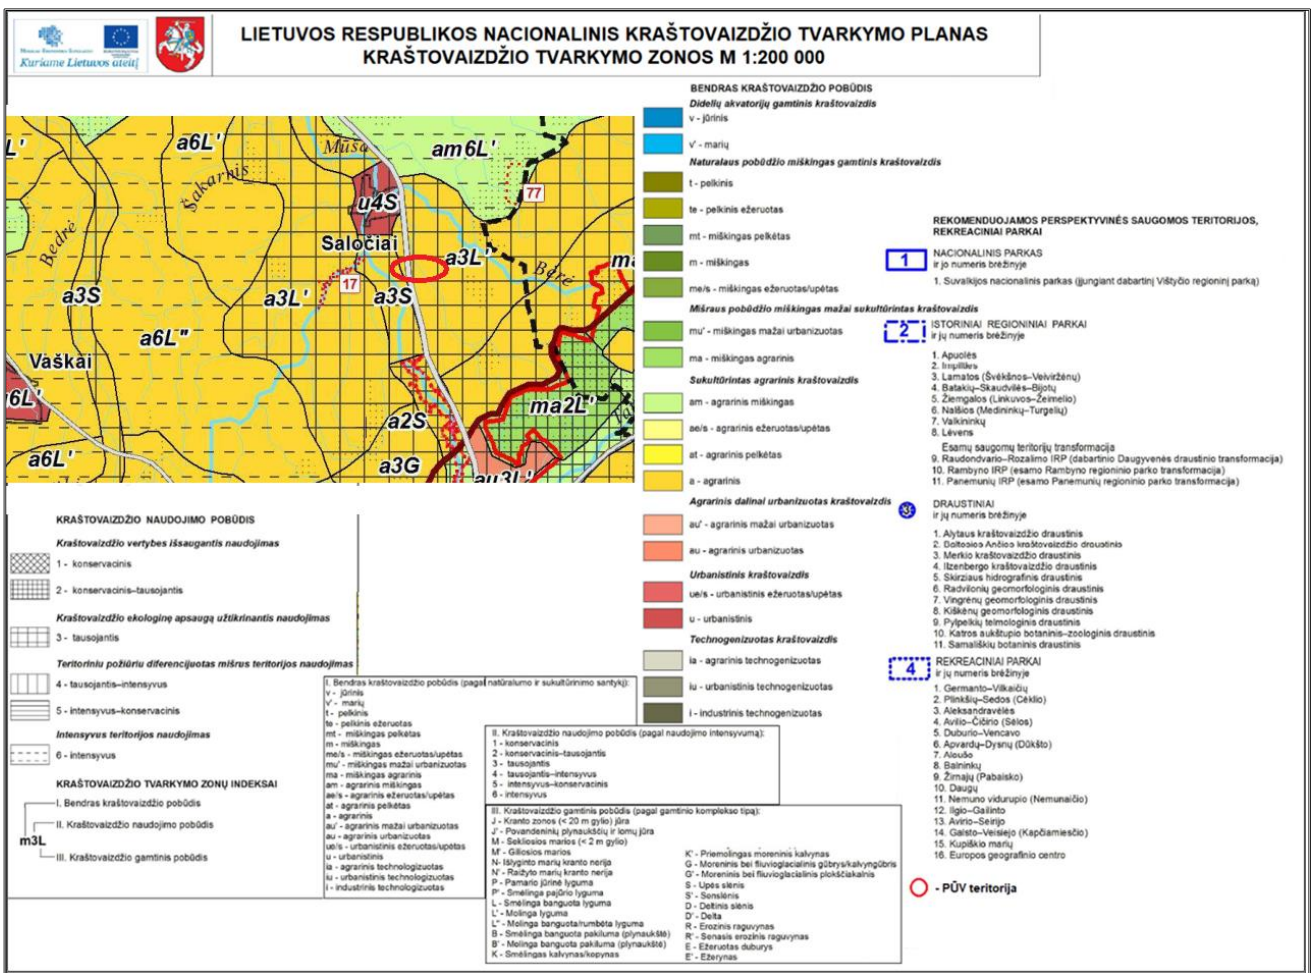 Kuriame Lietuvos ateitį
LIETUVOS RESPUBLIKOS NACIONALINIS KRAŠTOVAIZDŽIO TVARKYMO PLANAS
KRAŠTOVAIZDŽIO TVARKYMO ZONOS M 1:200 000
L'
a6L'
Šakarnis
Mūša
am6L'
77
u4S
Saločiai
Bedrė
a3S
a3L'
17
a3S
a3L'
Bėrė
ma
a6L"
Vaškai
6L'
a6L'
a2S
a3G
ma2L'
au3L'
BENDRAS KRAŠTOVAIZDŽIO POBŪDIS
Didelių akvatorijų gamtinis kraštovaizdis
v - jūrinis
v' - marių
Natūralaus pobūdžio miškingas gamtinis kraštovaizdis
t - pelkinis
te - pelkinis ežeruotas
mt - miškingas pelkėtas
m - miškingas
me/s - miškingas ežeruotas/upėtas
Mišraus pobūdžio miškingas mažai sukultūrintas kraštovaizdis
mu' - miškingas mažai urbanizuotas
ma - miškingas agrarinis
Sukultūrintas agrarinis kraštovaizdis
am - agrarinis miškingas
ae/s - agrarinis ežeruotas/upėtas
at - agrarinis pelkėtas
a - agrarinis
Agrarinis dalinai urbanizuotas kraštovaizdis
au' - agrarinis mažai urbanizuotas
au - agrarinis urbanizuotas
Urbanistinis kraštovaizdis
ue/s - urbanistinis ežeruotas/upėtas
u - urbanistinis
Technogenizuotas kraštovaizdis
ia - agrarinis technogenizuotas
iu - urbanistinis technogenizuotas
i - industrinis technogenizuotas
REKOMENDUOJAMOS PERSPEKTYVINĖS SAUGOMOS TERITORIJOS,
REKREACINIAI PARKAI
1
NACIONALINIS PARKAS
ir jo numeris brėžinyje
1. Suvalkijos nacionalinis parkas (įjungiant dabartinį Vištyčio regioninį parką)
2
ISTORINIAI REGIONINIAI PARKAI
ir jų numeris brėžinyje
1. Apuolės
2. Impilties
3. Lamatos (Švėkšnos–Veiviržėnų)
4. Batakių–Skaudvilės–Bijotų
5. Žiemgalos (Linkuvos–Žeimelio)
6. Nalšios (Medininkų–Turgelių)
7. Valkininkų
8. Lėvens
Esamų saugomų teritorijų transformacija
9. Raudondvario–Rozalimo IRP (dabartinio Daugyvenės draustinio transformacija)
10. Rambyno IRP (esamo Rambyno regioninio parko transformacija)
11. Panemunių IRP (esamo Panemunių regioninio parko transformacija)
3
DRAUSTINIAI
ir jų numeris brėžinyje
1. Alytaus kraštovaizdžio draustinis
2. Baltosios Ančios kraštovaizdžio draustinis
3. Merkio kraštovaizdžio draustinis
4. Ilzenbergo kraštovaizdžio draustinis
5. Skirziaus hidrografinis draustinis
6. Radvilonių geomorfologinis draustinis
7. Vingrėnų geomorfologinis draustinis
8. Kiškėnų geomorfologinis draustinis
9. Pylpelkių telmologinis draustinis
10. Katros aukštupio botaninis–zoologinis draustinis
11. Samališkių botaninis draustinis
4
REKREACINIAI PARKAI
ir jų numeris brėžinyje
1. Germanto–Vilkaičių
2. Plinkšių–Sedos (Cėklio)
3. Aleksandravėlės
4. Avilio–Čičirio (Sėlos)
5. Duburio–Vencavo
6. Apvardų–Dysnų (Dūkšto)
7. Alaušo
8. Balninkų
9. Žirnajų (Pabaisko)
10. Daugų
11. Nemuno vidurupio (Nemunaičio)
12. Ilgio–Gailinto
13. Avirio–Seirijo
14. Galsto–Veisiejo (Kapčiamiesčio)
15. Kupiškio marių
16. Europos geografinio centro
- PŪV teritorija
KRAŠTOVAIZDŽIO NAUDOJIMO POBŪDIS
Kraštovaizdžio vertybes išsaugantis naudojimas
1 - konservacinis
2 - konservacinis–tausojantis
Kraštovaizdžio ekologinę apsaugą užtikrinantis naudojimas
3 - tausojantis
Teritoriniu požiūriu diferencijuotas mišrus teritorijos naudojimas
4 - tausojantis–intensyvus
5 - intensyvus–konservacinis
Intensyvus teritorijos naudojimas
6 - intensyvus
KRAŠTOVAIZDŽIO TVARKYMO ZONŲ INDEKSAI
I. Bendras kraštovaizdžio pobūdis
II. Kraštovaizdžio naudojimo pobūdis
m3L
III. Kraštovaizdžio gamtinis pobūdis
I. Bendras kraštovaizdžio pobūdis (pagal natūralumo ir sukultūrinimo santykį):
v - jūrinis
v' - marių
t - pelkinis
te - pelkinis ežeruotas
mt - miškingas pelkėtas
m - miškingas
me/s - miškingas ežeruotas/upėtas
mu' - miškingas mažai urbanizuotas
ma - miškingas agrarinis
am - agrarinis miškingas
ae/s - agrarinis ežeruotas/upėtas
at - agrarinis pelkėtas
a - agrarinis
au' - agrarinis mažai urbanizuotas
au - agrarinis urbanizuotas
ue/s - urbanistinis ežeruotas/upėtas
u - urbanistinis
ia - agrarinis technologizuotas
iu - urbanistinis technogenizuotas
i - industrinis technogenizuotas
II. Kraštovaizdžio naudojimo pobūdis (pagal naudojimo intensyvumą):
1 - konservacinis
2 - konservacinis–tausojantis
3 - tausojantis
4 - tausojantis–intensyvus
5 - intensyvus–konservacinis
6 - intensyvus
III. Kraštovaizdžio gamtinis pobūdis (pagal gamtinio komplekso tipą):
J - Kranto zonos (< 20 m gylio) jūra
J' - Povandeninių plynaukščių ir lomų jūra
M - Sekliosios marios (< 2 m gylio)
M' - Giliosios marios
N - Išlyginto marių kranto nerija
N' - Raižyto marių kranto nerija
P - Pamario jūrinė lyguma
P' - Smėlinga pajūrio lyguma
L - Smėlinga banguota lyguma
L' - Molinga lyguma
L" - Molinga banguota/rumbėta lyguma
B - Smėlinga banguota pakiluma (plynaukštė)
B' - Molinga banguota pakiluma (plynaukštė)
K - Smėlingas kalvynas/kopynas
K' - Priemolingas moreninis kalvynas
G - Moreninis bei fliuvioglacialinis gūbrys/kalvyngūbris
G' - Moreninis bei fliuvioglacialinis plokščiakalnis
S - Upės slėnis
S' - Senslėnis
D - Deltinis slėnis
D' - Delta
R - Erozinis raguvynas
R' - Senasis erozinis raguvynas
E - Ežeruotas duburys
E' - Ežerynas